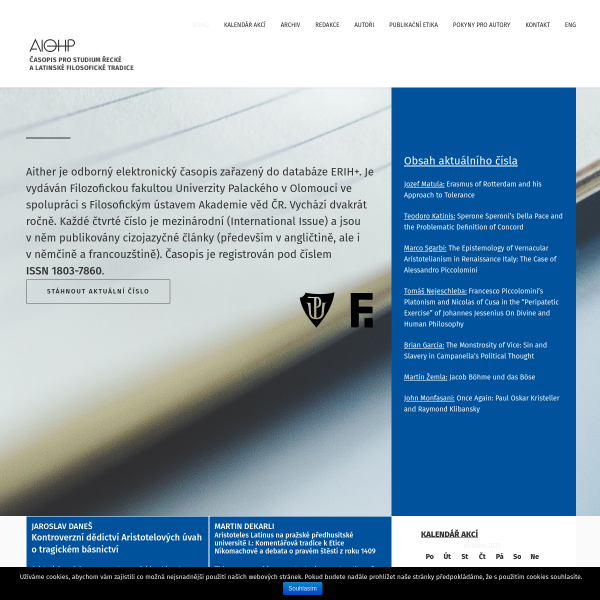 KALENDÁŘ AKCÍ
ARCHIV
REDAKCE
AUTOŘI
PUBLIKAČNÍ ETIKA
POKYNY PRO AUTORY
KONTAKT
ENG
ΑΙΘΗΡ
ČASOPIS PRO STUDIUM ŘECKÉ
A LATINSKÉ FILOSOFICKÉ TRADICE
Aither je odborný elektronický časopis zařazený do databáze ERIH+. Je
vydáván Filozofickou fakultou Univerzity Palackého v Olomouci ve
spolupráci s Filosofickým ústavem Akademie věd ČR. Vychází dvakrát
ročně. Každé čtvrté číslo je mezinárodní (International Issue) a jsou
v něm publikovány cizojazyčné články (především v angličtině, ale i
v němčině a francouzštině). Časopis je registrován pod číslem
ISSN 1803-7860.
STÁHNOUT AKTUÁLNÍ ČÍSLO
Obsah aktuálního čísla
Jozef Matula: Erasmus of Rotterdam and his
Approach to Tolerance
Teodoro Katinis: Sperone Speroni's Della Pace and
the Problematic Definition of Concord
Marco Sgarbi: The Epistemology of Vernacular
Aristotelianism in Renaissance Italy: The Case of
Alessandro Piccolomini
Tomáš Nejeschleba: Francesco Piccolomini's
Platonism and Nicolas of Cusa in the "Peripatetic
Exercise" of Johannes Jessenius On Divine and
Human Philosophy
Brian Garcia: The Monstrosity of Vice: Sin and
Slavery in Campanella's Political Thought
Martin Žemla: Jacob Böhme und das Böse
John Monfasani: Once Again: Paul Oskar Kristeller
and Raymond Klibansky
JAROSLAV DANEŠ
Kontroverzní dědictví Aristotelových úvah
o tragickém básnictví
MARTIN DEKARLI
Aristoteles Latinus na pražské předhusitské
univerzitě I.: Komentářová tradice k Etice
Níkomachově a debata o pravém štěstí z roku 1409
KALENDÁŘ AKCÍ
Po Út St Čt Pá So Ne
Užíváme cookies, abychom vám zajistili co možná nejsnadnější použití našich webových stránek. Pokud budete nadále prohlížet naše stránky předpokládáme, že s použitím cookies souhlasíte.
Souhlasím